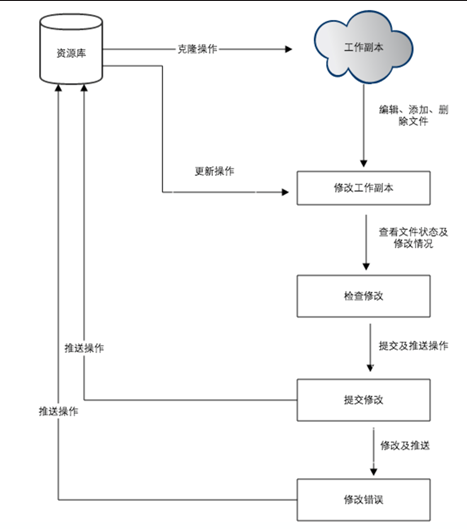 资源库
克隆操作
工作副本
编辑、添加、删
除文件
更新操作
修改工作副本
查看文件状态及
修改情况
检查修改
推送操作
提交及推送操作
提交修改
推送操作
修改及推送
修改错误